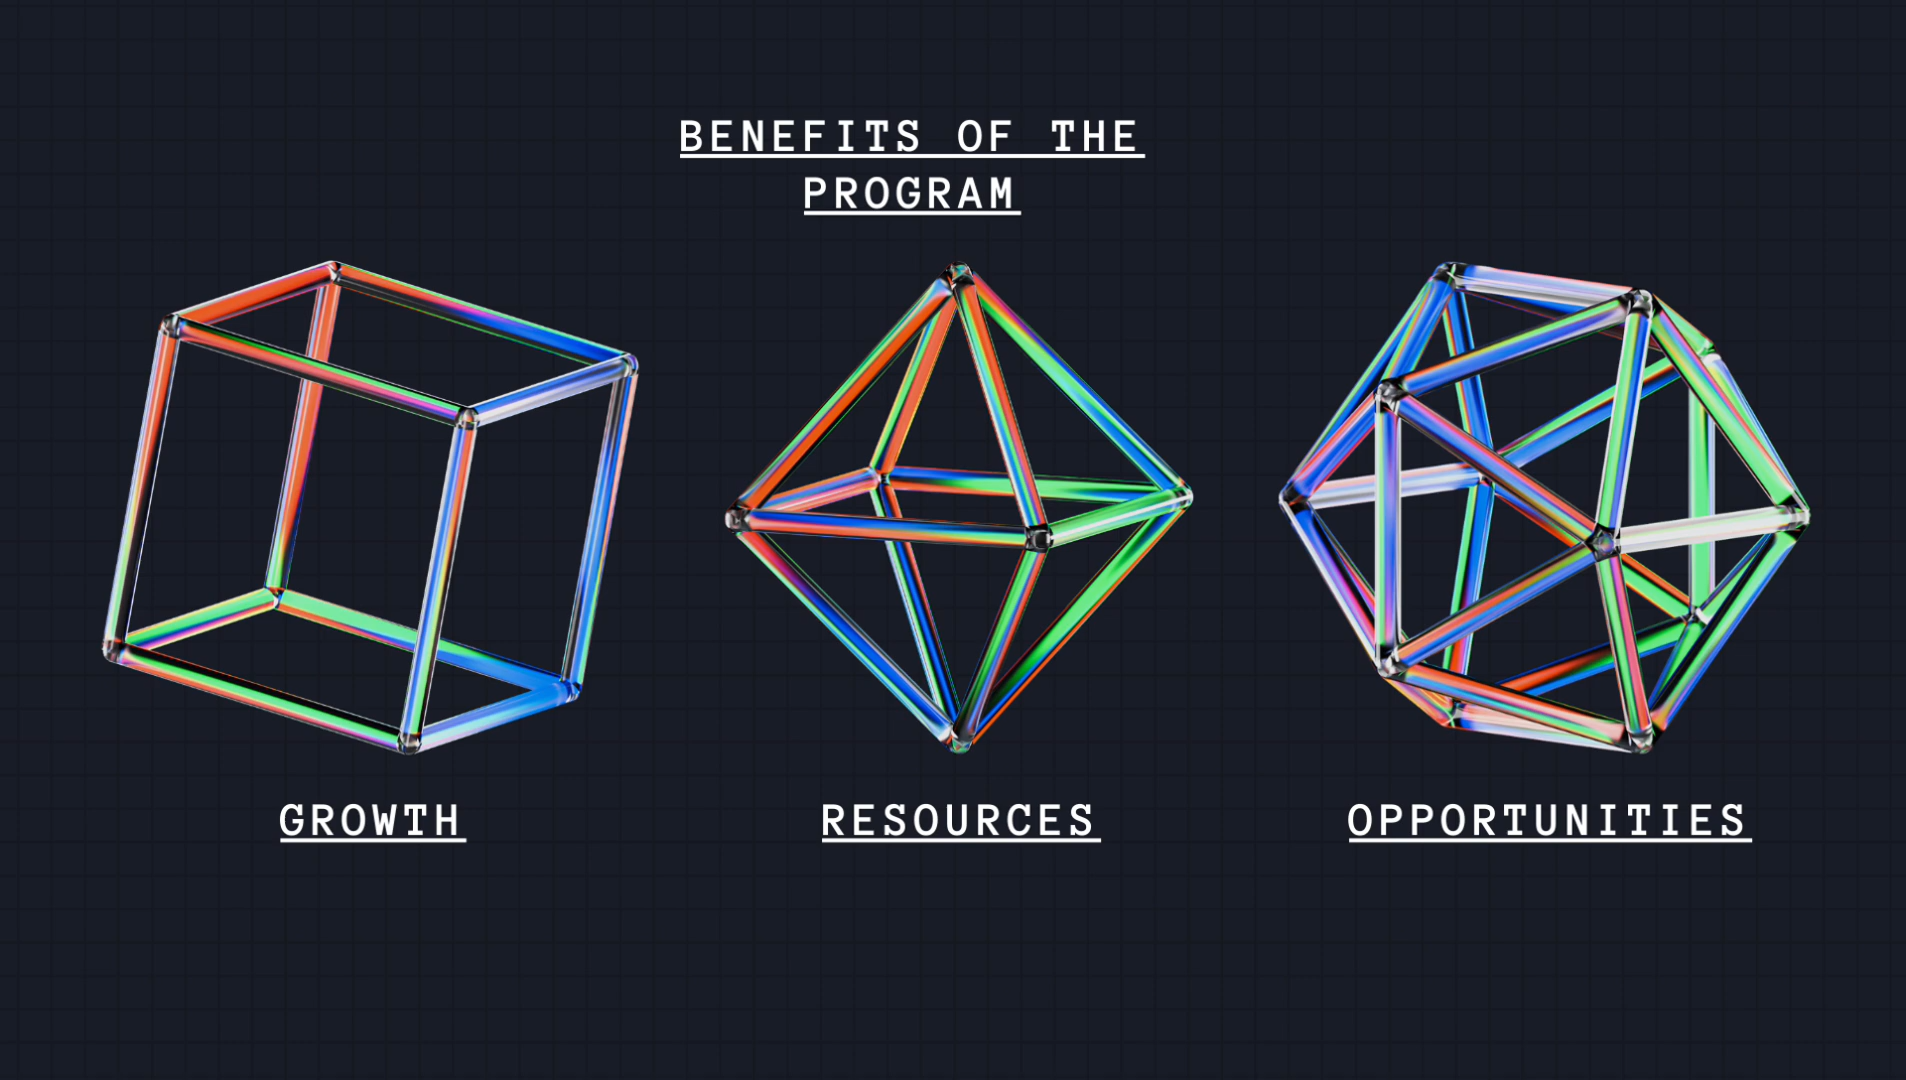 BENEFITS OF THE
PROGRAM
GROWTH
RESOURCES
OPPORTUNITIES